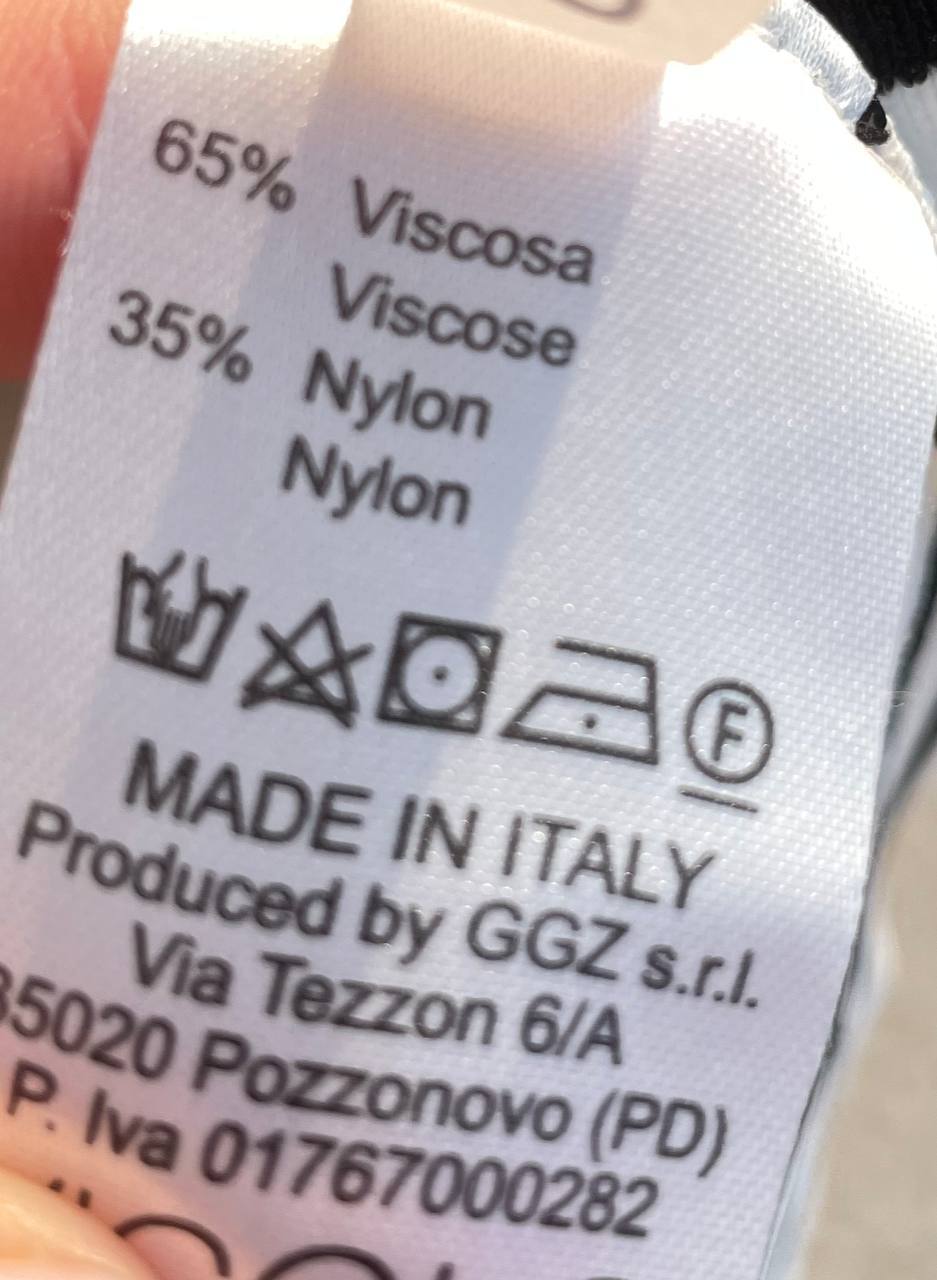 65% Viscosa
Viscose
35% Nylon
Nylon
F
MADE IN ITALY
Produced by GGZ s.r.l.
Via Tezzon 6/A
35020 Pozzonovo (PD)
P. Iva 01767000282